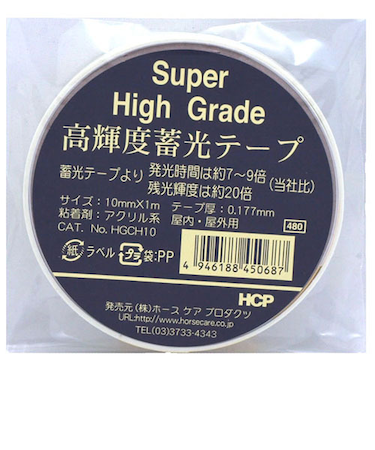 Super
High Grade
高輝度蓄光テープ
蓄光テープより 発光時間は約7～9倍 (当社比)
残光輝度は約20倍
サイズ：10mm×1m テープ厚：0.177mm
粘着剤：アクリル系 屋内・屋外用
CAT. No. HGCH10
480
紙 ラベル プラ 袋:PP
4 946188 450687
HCP
発売元 (株)ホース ケア プロダクツ
URL:http://www.horsecare.co.jp
TEL(03)3733-4343